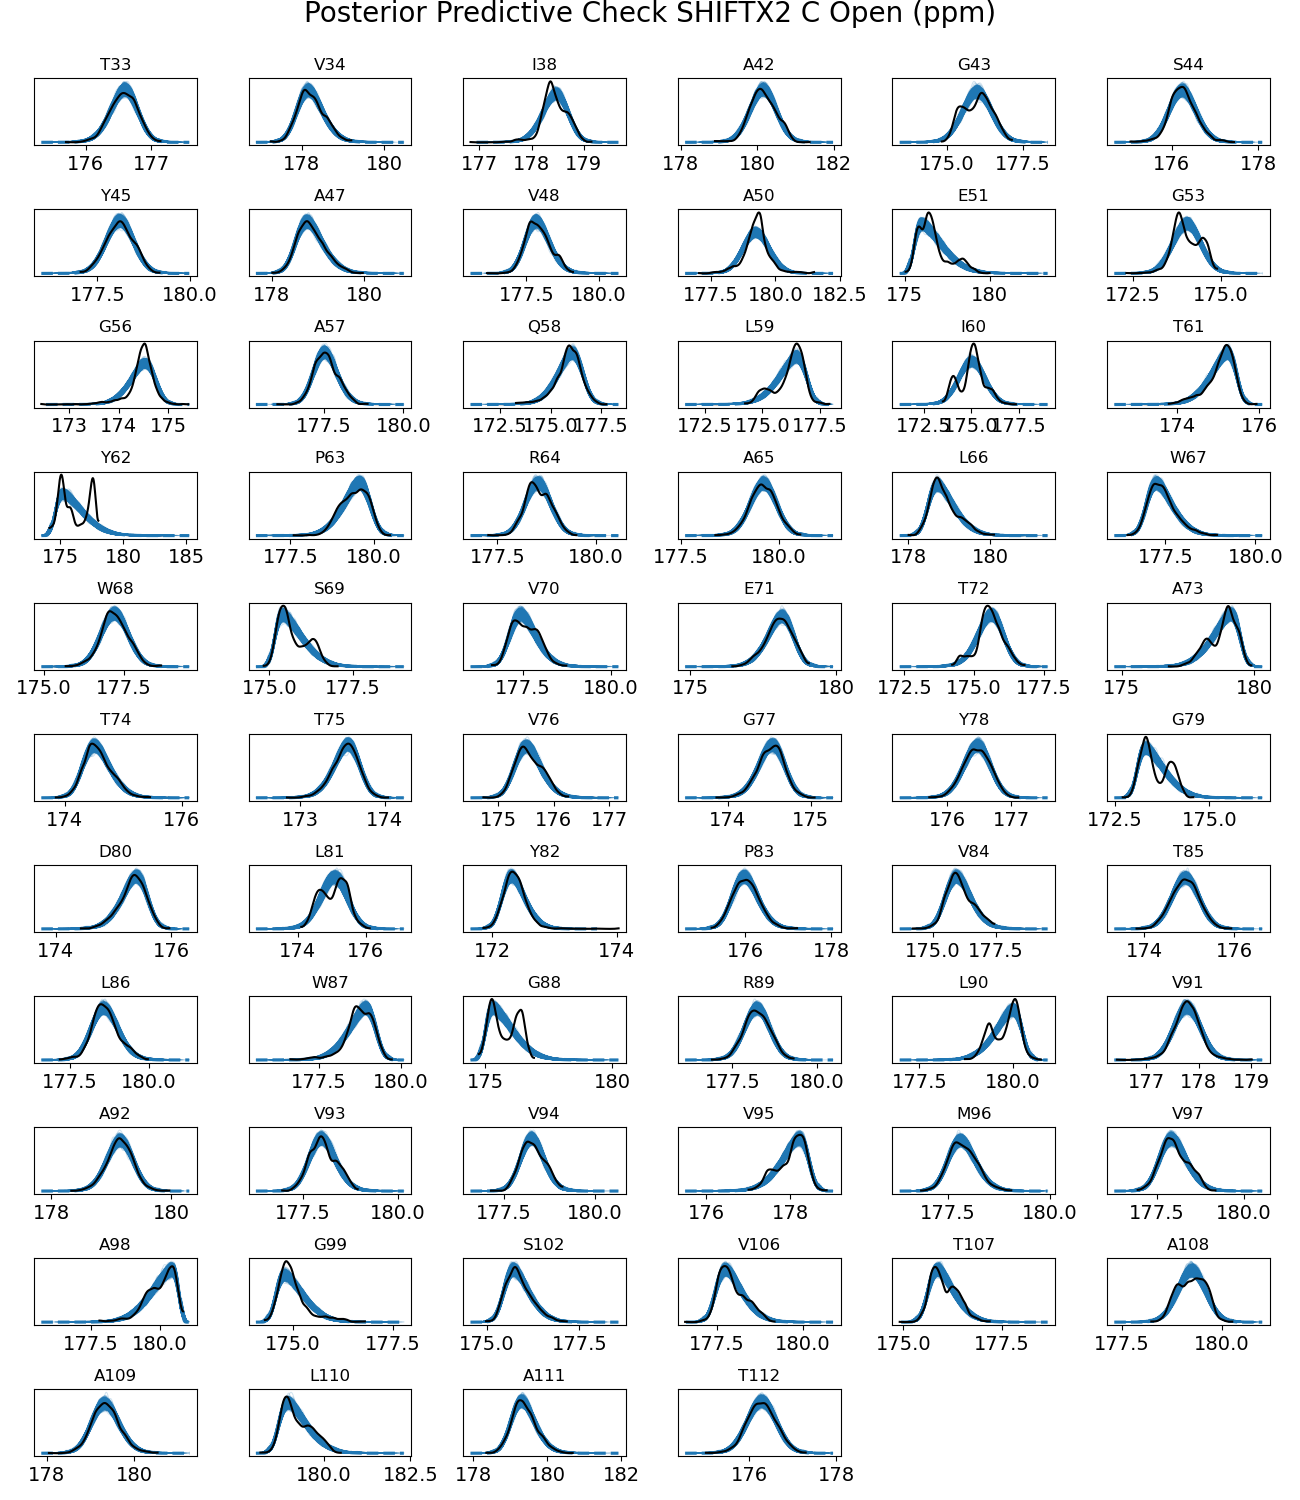 Posterior Predictive Check SHIFTX2 C Open (ppm)
T33 V34 I38 A42 G43 S44
176 177 178 180 177 178 179 178 180 182 175.0 177.5 176 178
Y45 A47 V48 A50 E51 G53
177.5 180.0 178 180 177.5 180.0 177.5 180.0 182.5 175 180 172.5 175.0
G56 A57 Q58 L59 I60 T61
173 174 175 177.5 180.0 172.5 175.0 177.5 172.5 175.0 177.5 172.5 175.0 177.5 174 176
Y62 P63 R64 A65 L66 W67
175 180 185 177.5 180.0 177.5 180.0 177.5 180.0 178 180 177.5 180.0
W68 S69 V70 E71 T72 A73
175.0 177.5 175.0 177.5 177.5 180.0 175 180 172.5 175.0 177.5 175 180
T74 T75 V76 G77 Y78 G79
174 176 173 174 175 176 177 174 175 176 177 172.5 175.0
D80 L81 Y82 P83 V84 T85
174 176 174 176 172 174 176 178 175.0 177.5 174 176
L86 W87 G88 R89 L90 V91
177.5 180.0 177.5 180.0 175 180 177.5 180.0 177.5 180.0 177 178 179
A92 V93 V94 V95 M96 V97
178 180 177.5 180.0 177.5 180.0 176 178 177.5 180.0 177.5 180.0
A98 G99 S102 V106 T107 A108
177.5 180.0 175.0 177.5 175.0 177.5 177.5 180.0 175.0 177.5 177.5 180.0
A109 L110 A111 T112
178 180 180.0 182.5 178 180 182 176 178